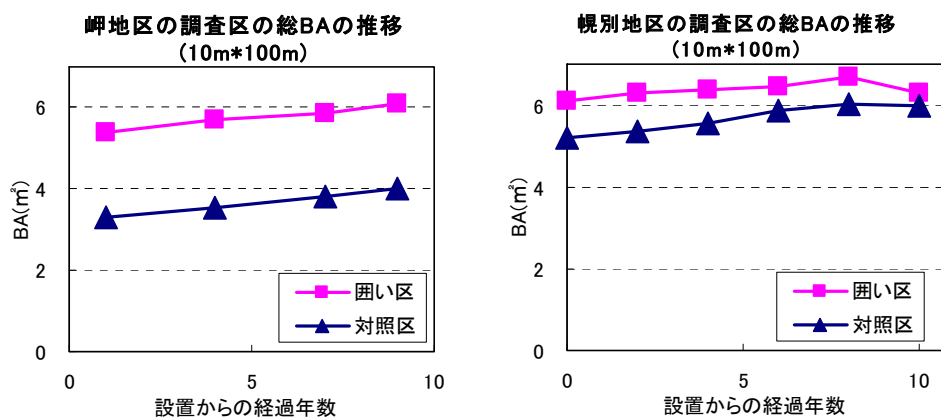 岬地区の調査区の総BAの推移
(10m*100m)
6
4
2
0
BA(㎡)
0
5
10
設置からの経過年数
囲い区
対照区
幌別地区の調査区の総BAの推移
(10m*100m)
6
4
2
0
BA(㎡)
0
5
10
設置からの経過年数
囲い区
対照区